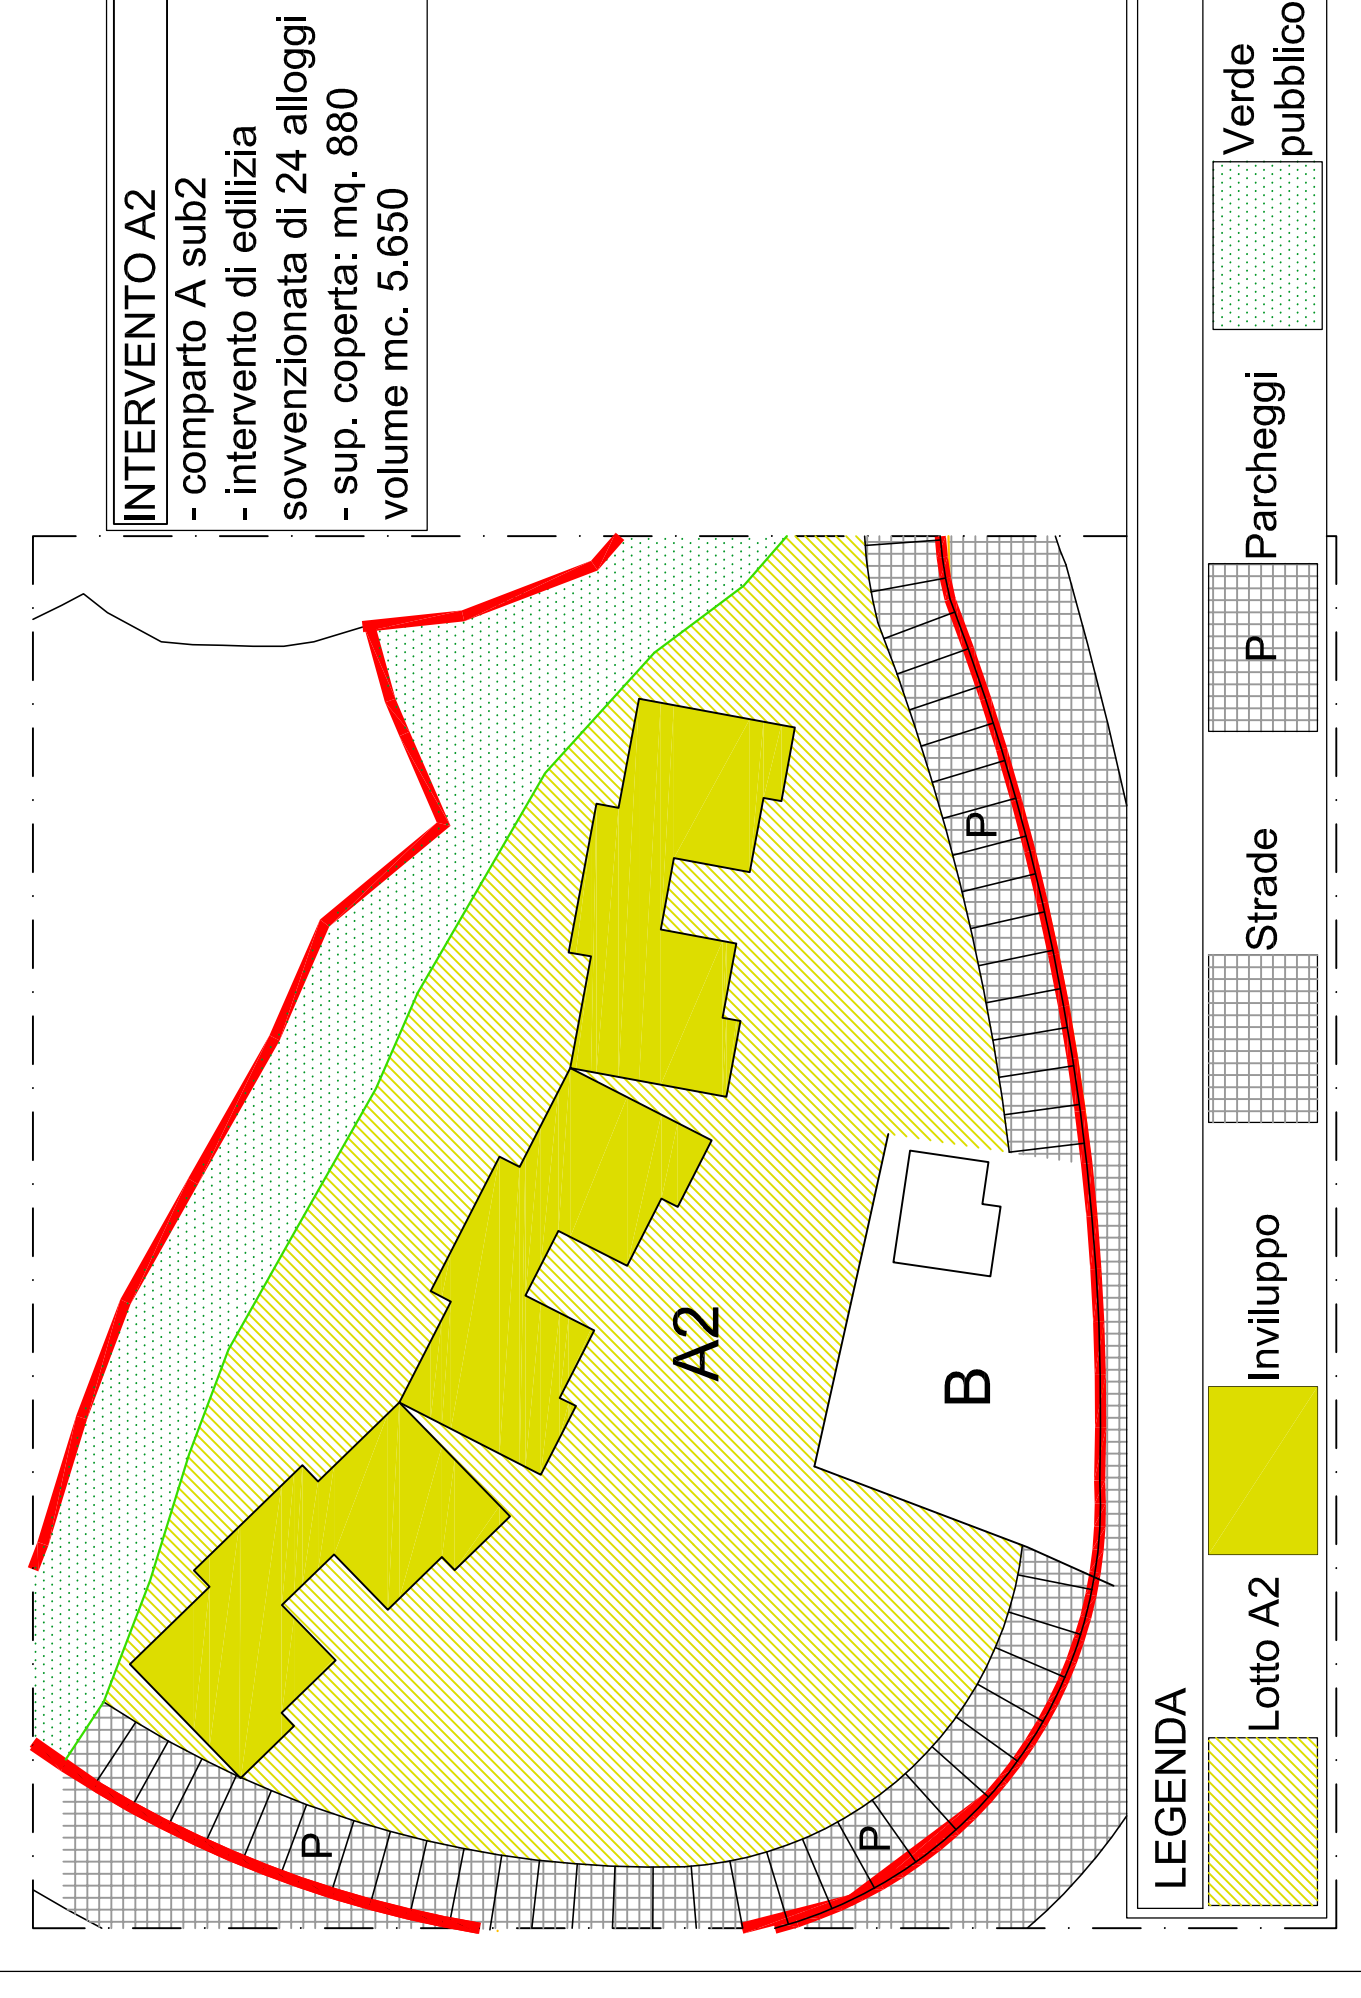 INTERVENTO A2
- comparto A sub2
- intervento di edilizia
sovvenzionata di 24 alloggi
- sup. coperta: mq. 880
volume mc. 5.650
P
P
P
A2
B
LEGENDA
Lotto A2
Inviluppo
Strade
P
Parcheggi
Verde
pubblico